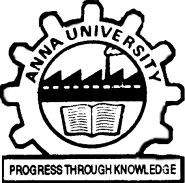 ANNA UNIVERSITY
PROGRESS THROUGH KNOWLEDGE